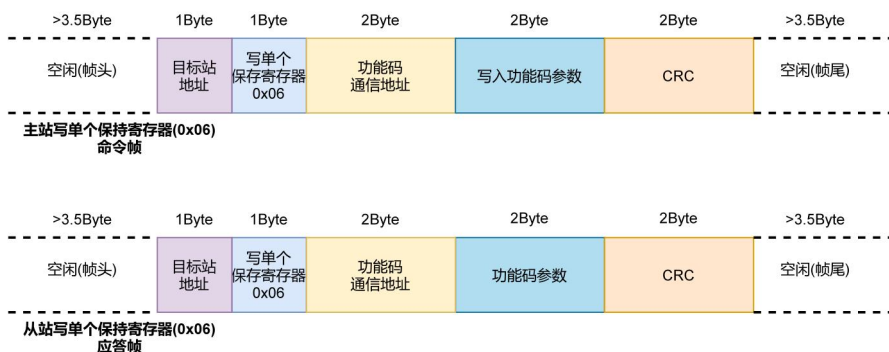 >3.5Byte 1Byte 1Byte 2Byte 2Byte 2Byte >3.5Byte
空闲(帧头)
目标站
地址
写单个
保存寄存器
0x06
功能码
通信地址
写入功能码参数
CRC
空闲(帧尾)
主站写单个保持寄存器(0x06)
命令帧
>3.5Byte 1Byte 1Byte 2Byte 2Byte 2Byte >3.5Byte
空闲(帧头)
目标站
地址
写单个
保存寄存器
0x06
功能码
通信地址
功能码参数
CRC
空闲(帧尾)
从站写单个保持寄存器(0x06)
应答帧